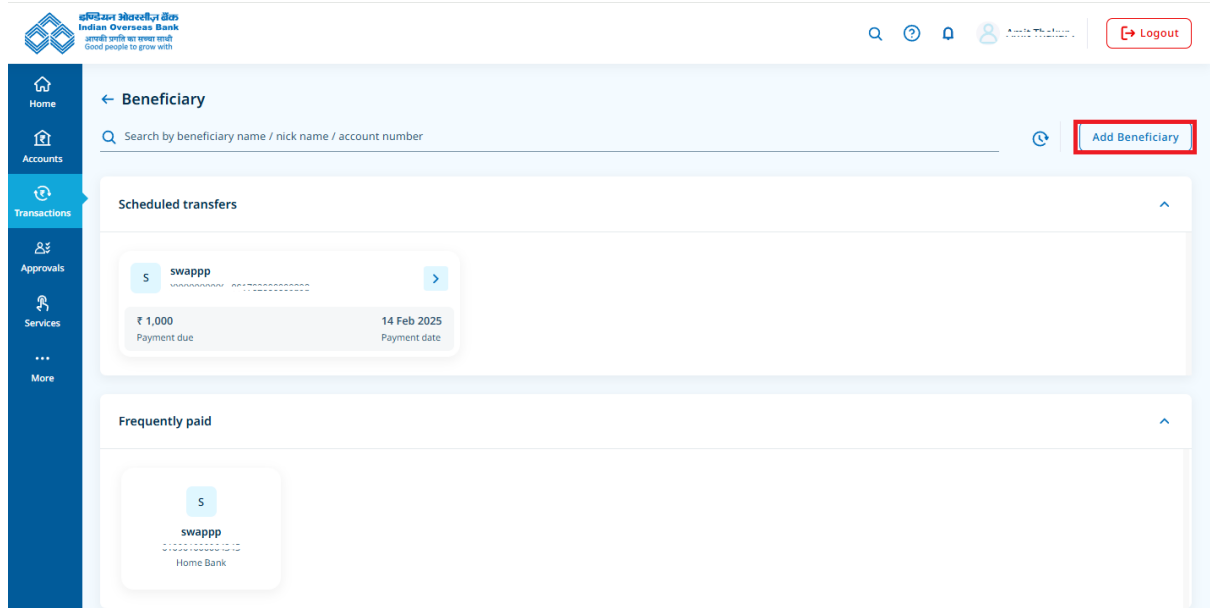 इण्डियन ओवरसीज़ बैंक
Indian Overseas Bank
आपकी प्रगति का सच्चा साथी
Good people to grow with
Logout
Home
Accounts
Transactions
Approvals
Services
More
Beneficiary
Search by beneficiary name / nick name / account number
Add Beneficiary
Scheduled transfers
S
swappp
₹ 1,000
14 Feb 2025
Payment due
Payment date
Frequently paid
S
swappp
Home Bank